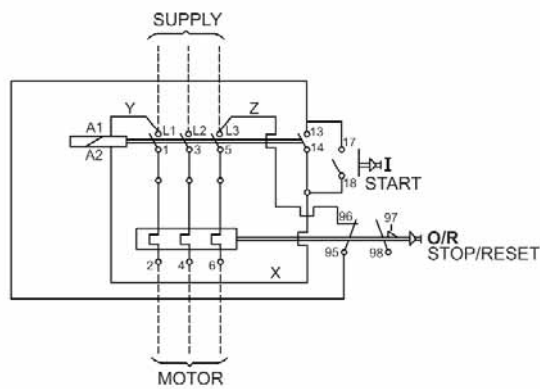 SUPPLY
Y
Z
A1
L1
L2
L3
13
A2
1
3
5
14
17
I
18
START
96
97
O/R
STOP/RESET
95
98
2
4
6
X
MOTOR